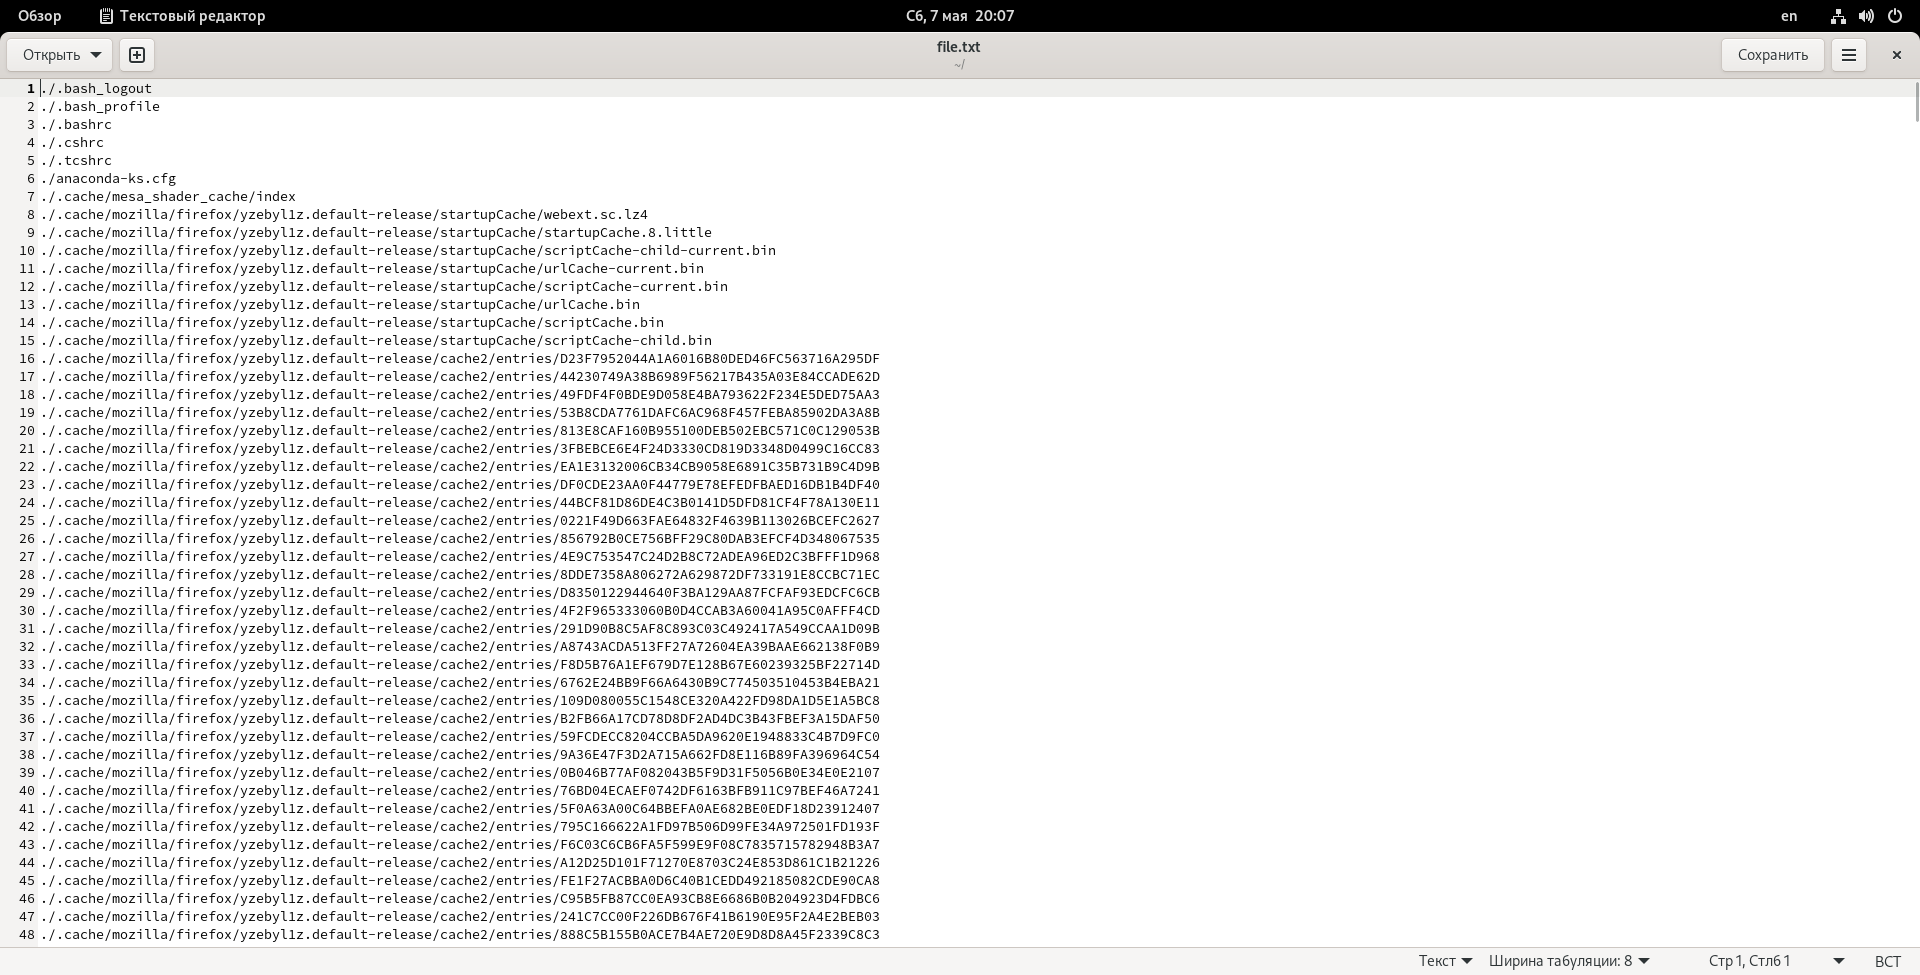 Обзор Текстовый редактор Сб, 7 мая 20:07 en
Открыть file.txt Сохранить
~/
1 ./.bash_logout
2 ./.bash_profile
3 ./.bashrc
4 ./.cshrc
5 ./.tcshrc
6 ./anaconda-ks.cfg
7 ./.cache/mesa_shader_cache/index
8 ./.cache/mozilla/firefox/yzebyl1z.default-release/startupCache/webext.sc.lz4
9 ./.cache/mozilla/firefox/yzebyl1z.default-release/startupCache/startupCache.8.little
10 ./.cache/mozilla/firefox/yzebyl1z.default-release/startupCache/scriptCache-child-current.bin
11 ./.cache/mozilla/firefox/yzebyl1z.default-release/startupCache/urlCache-current.bin
12 ./.cache/mozilla/firefox/yzebyl1z.default-release/startupCache/scriptCache-current.bin
13 ./.cache/mozilla/firefox/yzebyl1z.default-release/startupCache/urlCache.bin
14 ./.cache/mozilla/firefox/yzebyl1z.default-release/startupCache/scriptCache.bin
15 ./.cache/mozilla/firefox/yzebyl1z.default-release/startupCache/scriptCache-child.bin
16 ./.cache/mozilla/firefox/yzebyl1z.default-release/cache2/entries/D23F7952044A1A6016B80DED46FC563716A295DF
17 ./.cache/mozilla/firefox/yzebyl1z.default-release/cache2/entries/44230749A38B6989F56217B435A03E84CCADE62D
18 ./.cache/mozilla/firefox/yzebyl1z.default-release/cache2/entries/49FDF4F0BDE9D058E4BA793622F234E5DED75AA3
19 ./.cache/mozilla/firefox/yzebyl1z.default-release/cache2/entries/53B8CDA7761DAFC6AC968F457FEBA85902DA3A8B
20 ./.cache/mozilla/firefox/yzebyl1z.default-release/cache2/entries/813E8CAF160B955100DEB502EBC571C0C129053B
21 ./.cache/mozilla/firefox/yzebyl1z.default-release/cache2/entries/3FBEBCE6E4F24D3330CD819D3348D0499C16CC83
22 ./.cache/mozilla/firefox/yzebyl1z.default-release/cache2/entries/EA1E3132006CB34CB9058E6891C35B731B9C4D9B
23 ./.cache/mozilla/firefox/yzebyl1z.default-release/cache2/entries/DF0CDE23AA0F44779E78EFEDFBAED16DB1B4DF40
24 ./.cache/mozilla/firefox/yzebyl1z.default-release/cache2/entries/44BCF81D86DE4C3B0141D5DFD81CF4F78A130E11
25 ./.cache/mozilla/firefox/yzebyl1z.default-release/cache2/entries/0221F49D663FAE64832F4639B113026BCEFC2627
26 ./.cache/mozilla/firefox/yzebyl1z.default-release/cache2/entries/856792B0CE756BFF29C80DAB3EFCF4D348067535
27 ./.cache/mozilla/firefox/yzebyl1z.default-release/cache2/entries/4E9C753547C24D2B8C72ADEA96ED2C3BFFF1D968
28 ./.cache/mozilla/firefox/yzebyl1z.default-release/cache2/entries/8DDE7358A806272A629872DF733191E8CCBC71EC
29 ./.cache/mozilla/firefox/yzebyl1z.default-release/cache2/entries/D8350122944640F3BA129AA87FCFAF93EDCFC6CB
30 ./.cache/mozilla/firefox/yzebyl1z.default-release/cache2/entries/4F2F965333060B0D4CCAB3A60041A95C0AFFF4CD
31 ./.cache/mozilla/firefox/yzebyl1z.default-release/cache2/entries/291D90B8C5AF8C893C03C492417A549CCAA1D09B
32 ./.cache/mozilla/firefox/yzebyl1z.default-release/cache2/entries/A8743ACDA513FF27A72604EA39BAAE662138F0B9
33 ./.cache/mozilla/firefox/yzebyl1z.default-release/cache2/entries/F8D5B76A1EF679D7E128B67E60239325BF22714D
34 ./.cache/mozilla/firefox/yzebyl1z.default-release/cache2/entries/6762E24BB9F66A6430B9C774503510453B4EBA21
35 ./.cache/mozilla/firefox/yzebyl1z.default-release/cache2/entries/109D080055C1548CE320A422FD98DA1D5E1A5BC8
36 ./.cache/mozilla/firefox/yzebyl1z.default-release/cache2/entries/B2FB66A17CD78D8DF2AD4DC3B43FBEF3A15DAF50
37 ./.cache/mozilla/firefox/yzebyl1z.default-release/cache2/entries/59FCDECC8204CCBA5DA9620E1948833C4B7D9FC0
38 ./.cache/mozilla/firefox/yzebyl1z.default-release/cache2/entries/9A36E47F3D2A715A662FD8E116B89FA396964C54
39 ./.cache/mozilla/firefox/yzebyl1z.default-release/cache2/entries/0B046B77AF082043B5F9D31F5056B0E34E0E2107
40 ./.cache/mozilla/firefox/yzebyl1z.default-release/cache2/entries/76BD04ECAEF0742DF6163BFB911C97BEF46A7241
41 ./.cache/mozilla/firefox/yzebyl1z.default-release/cache2/entries/5F0A63A00C64BBEFA0AE682BE0EDF18D23912407
42 ./.cache/mozilla/firefox/yzebyl1z.default-release/cache2/entries/795C166622A1FD97B506D99FE34A972501FD193F
43 ./.cache/mozilla/firefox/yzebyl1z.default-release/cache2/entries/F6C03C6CB6FA5F599E9F08C7835715782948B3A7
44 ./.cache/mozilla/firefox/yzebyl1z.default-release/cache2/entries/A12D25D101F71270E8703C24E853D861C1B21226
45 ./.cache/mozilla/firefox/yzebyl1z.default-release/cache2/entries/FE1F27ACBBA0D6C40B1CEDD492185082CDE90CA8
46 ./.cache/mozilla/firefox/yzebyl1z.default-release/cache2/entries/C95B5FB87CC0EA93CB8E6686B0B204923D4FDBC6
47 ./.cache/mozilla/firefox/yzebyl1z.default-release/cache2/entries/241C7CC00F226DB676F41B6190E95F2A4E2BEB03
48 ./.cache/mozilla/firefox/yzebyl1z.default-release/cache2/entries/888C5B155B0ACE7B4AE720E9D8D8A45F2339C8C3
Текст Ширина табуляции: 8 Стр 1, Стлб 1 ВСТ